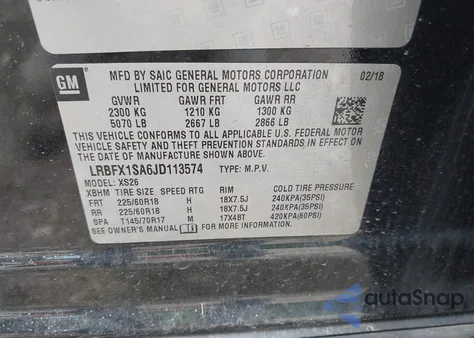 GM
MFD BY SAIC GENERAL MOTORS CORPORATION 02/18
LIMITED FOR GENERAL MOTORS LLC
GVWR GAWR FRT GAWR RR
2300 KG 1210 KG 1300 KG
5070 LB 2667 LB 2866 LB
THIS VEHICLE CONFORMS TO ALL APPLICABLE U.S. FEDERAL MOTOR
VEHICLE SAFETY AND THEFT PREVENTION STANDARDS IN
EFFECT ON THE DATE OF MANUFACTURE SHOWN ABOVE.
LRBFX1SA6JD113574 TYPE: M.P.V.
MODEL: XS26
XBHM TIRE SIZE SPEED RTG RIM COLD TIRE PRESSURE
FRT 225/60R18 H 18X7.5J 240KPA(35PSI)
RR 225/60R18 H 18X7.5J 240KPA(35PSI)
SPA T145/70R17 M 17X4BT 420KPA(60PSI)
SEE OWNER'S MANUAL FOR MORE INFORMATION.
autoSnap